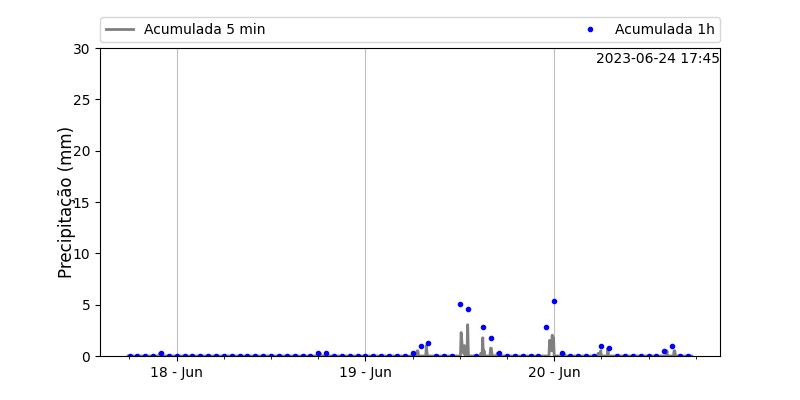 Acumulada 5 min
Acumulada 1h
2023-06-24 17:45
Precipitação (mm)
30
25
20
15
10
5
0
18 - Jun
19 - Jun
20 - Jun